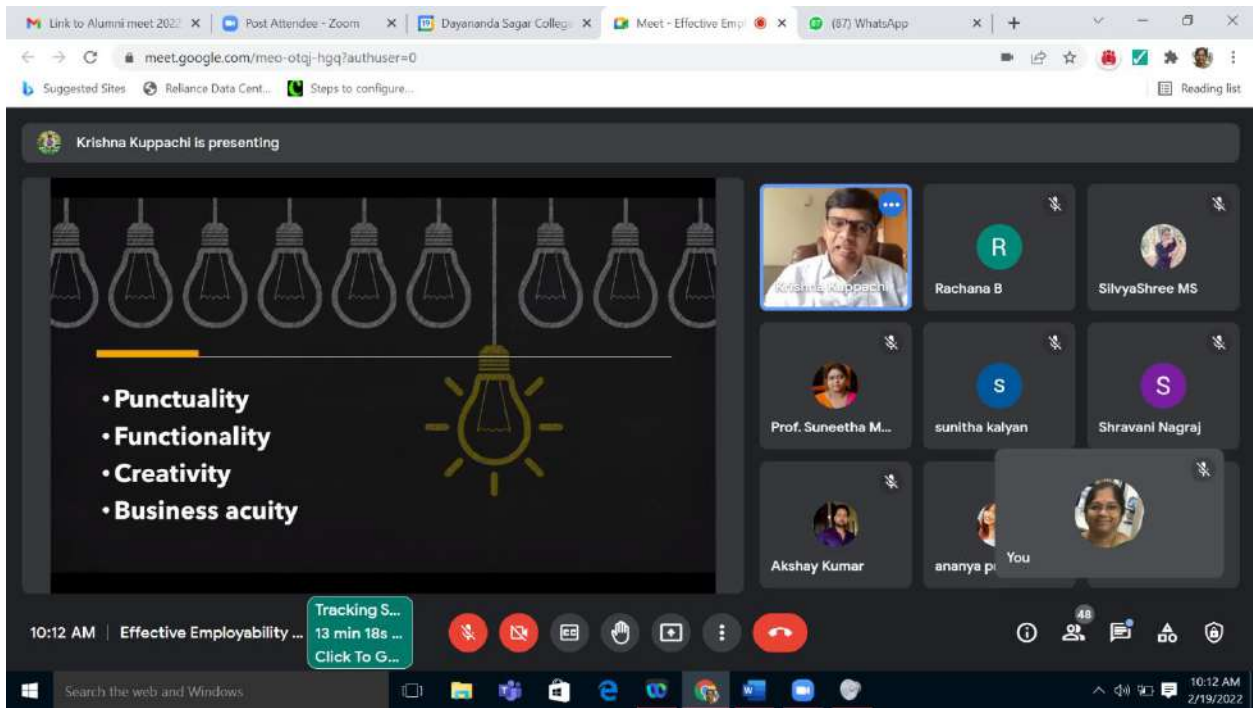 Link to Alumni meet 202
Post Attendee - Zoom
19
Dayananda Sagar Colleg
Meet - Effective Empl
(87) WhatsApp
meet.google.com/meo-otqj-hgq?authuser=0
Suggested Sites
Reliance Data Cent...
Steps to configure...
Reading list
Krishna Kuppachi is presenting
• Punctuality
• Functionality
• Creativity
• Business acuity
Krishna Kuppachi
R
Rachana B
SilvyaShree MS
Prof. Suneetha M...
s
sunitha kalyan
S
Shravani Nagraj
Akshay Kumar
ananya p
You
10:12 AM | Effective Employability ...
Tracking S...
13 min 18s ...
Click To G...
CC
48
Search the web and Windows
10:12 AM
2/19/2022